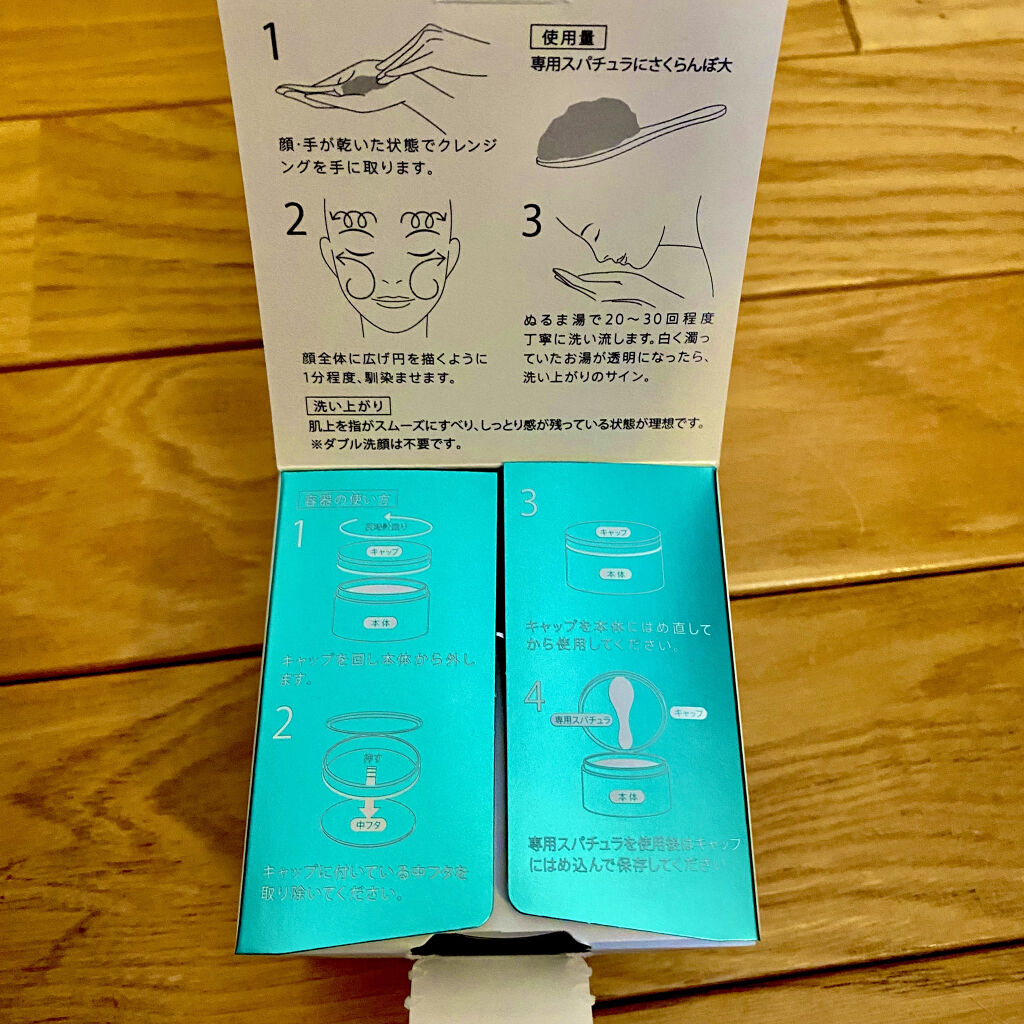 1
使用量
専用スパチュラにさくらんぼ大
顔・手が乾いた状態でクレンジ
ングを手に取ります。
2
顔全体に広げ円を描くように
1分程度、馴染ませます。
3
ぬるま湯で20～30回程度
丁寧に洗い流します。白く濁っ
ていたお湯が透明になったら、
洗い上がりのサイン。
洗い上がり
肌上を指がスムーズにすべり、しっとり感が残っている状態が理想です。
※ダブル洗顔は不要です。
容器の使い方
1
キャップ
本体
キャップを回し本体から外し
ます。
2
押す
中フタ
キャップに付いている中フタを
取り除いてください。
3
キャップ
本体
キャップを本体にはめ直して
から使用してください。
4
専用スパチュラ
キャップ
本体
専用スパチュラを使用後はキャップ
にはめ込んで保存してください